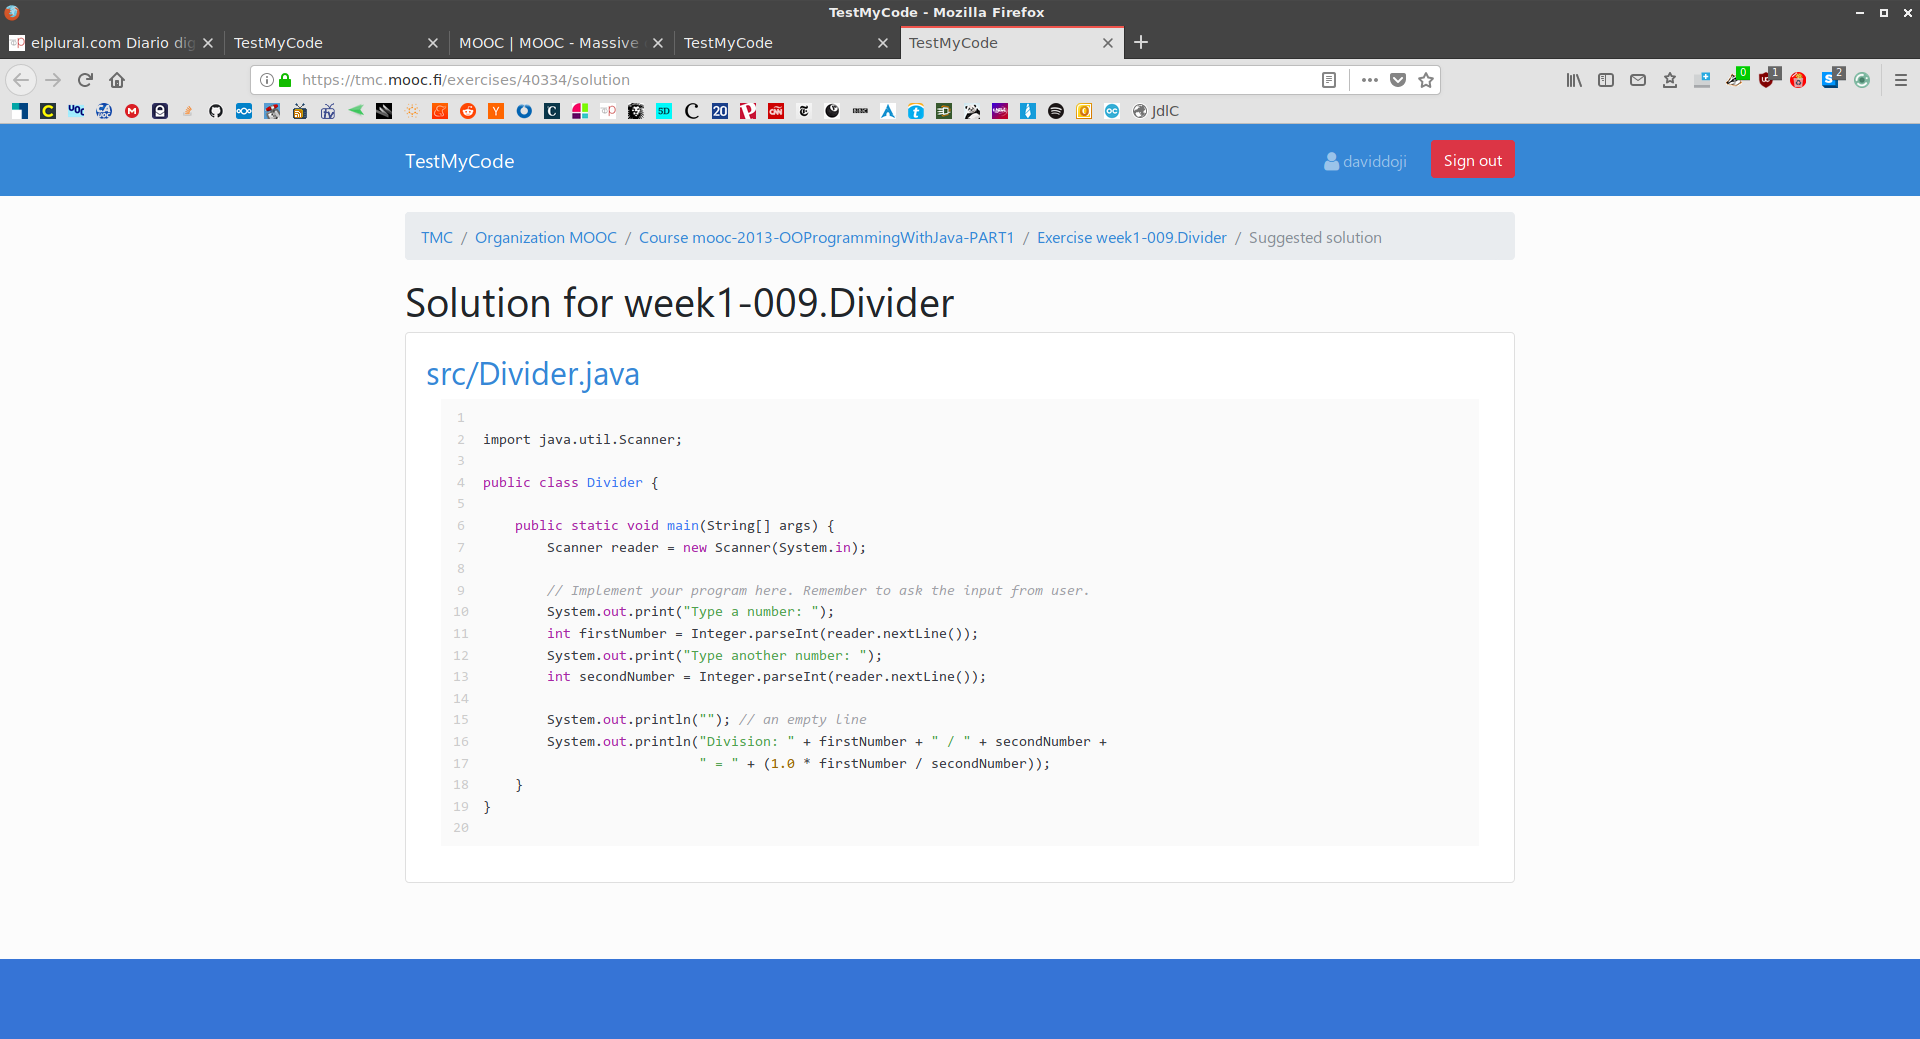 TestMyCode - Mozilla Firefox
elplural.com Diario dig
TestMyCode
MOOC | MOOC - Massive
TestMyCode
TestMyCode
https://tmc.mooc.fi/exercises/40334/solution
0
1
2
JdlC
TestMyCode
daviddoji
Sign out
TMC / Organization MOOC / Course mooc-2013-OOProgrammingWithJava-PART1 / Exercise week1-009.Divider / Suggested solution
Solution for week1-009.Divider
src/Divider.java
1
2 import java.util.Scanner;
3
4 public class Divider {
5
6     public static void main(String[] args) {
7         Scanner reader = new Scanner(System.in);
8
9         // Implement your program here. Remember to ask the input from user.
10         System.out.print("Type a number: ");
11         int firstNumber = Integer.parseInt(reader.nextLine());
12         System.out.print("Type another number: ");
13         int secondNumber = Integer.parseInt(reader.nextLine());
14
15         System.out.println(""); // an empty line
16         System.out.println("Division: " + firstNumber + " / " + secondNumber +
17                            " = " + (1.0 * firstNumber / secondNumber));
18     }
19 }
20